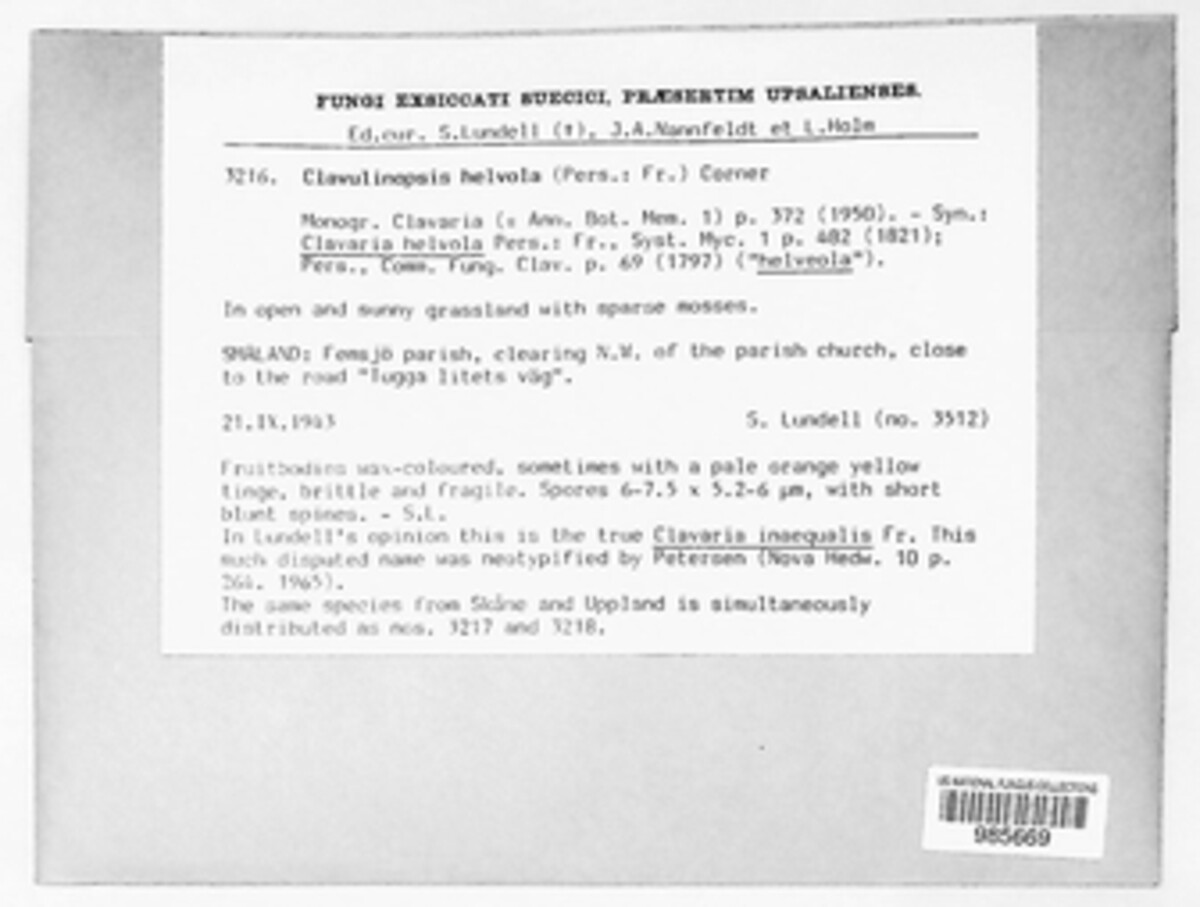 FUNGI EXSICCATI SUECICI, PRÆSERTIM UPSALIENSES.
Ed.cur. S.Lundell (†), J.A.Nannfeldt et L.Holm
3216. Clavulinopsis helvola (Pers.: Fr.) Corner
Monogr. Clavaria (= Ann. Bot. Mem. 1) p. 372 (1950). - Syn.:
Clavaria helvola Pers.: Fr., Syst. Myc. 1 p. 482 (1821);
Pers., Comm. Fung. Clav. p. 69 (1797) ("helveola").
In open and sunny grassland with sparse mosses.
SMÅLAND: Femsjö parish, clearing N.W. of the parish church, close
to the road "Tugga litets väg".
21.IX.1943
S. Lundell (no. 3512)
Fruitbodies wax-coloured, sometimes with a pale orange yellow
tinge, brittle and fragile. Spores 6-7.5 x 5.2-6 µm, with short
blunt spines. - S.L.
In Lundell's opinion this is the true Clavaria inaequalis Fr. This
much disputed name was neotypified by Petersen (Nova Hedw. 10 p.
264. 1965).
The same species from Skåne and Uppland is simultaneously
distributed as nos. 3217 and 3218.
US NATIONAL FUNGUS COLLECTIONS
985669